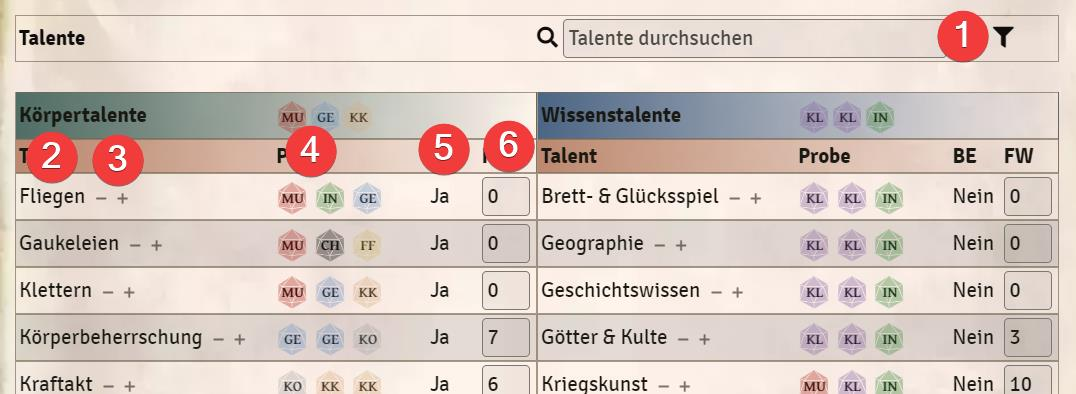 Talente Talente durchsuchen 1
Körpertalente MU GE KK Wissenstalente KL KL IN
2 3 4 5 6 Talent Probe BE FW
Fliegen − + MU IN GE Ja 0 Brett- & Glücksspiel − + KL KL IN Nein 0
Gaukeleien − + MU CH FF Ja 0 Geographie − + KL KL IN Nein 0
Klettern − + MU GE KK Ja 0 Geschichtswissen − + KL KL IN Nein 0
Körperbeherrschung − + GE GE KO Ja 7 Götter & Kulte − + KL KL IN Nein 3
Kraftakt − + KO KK KK Ja 6 Kriegskunst − + MU KL IN Nein 10